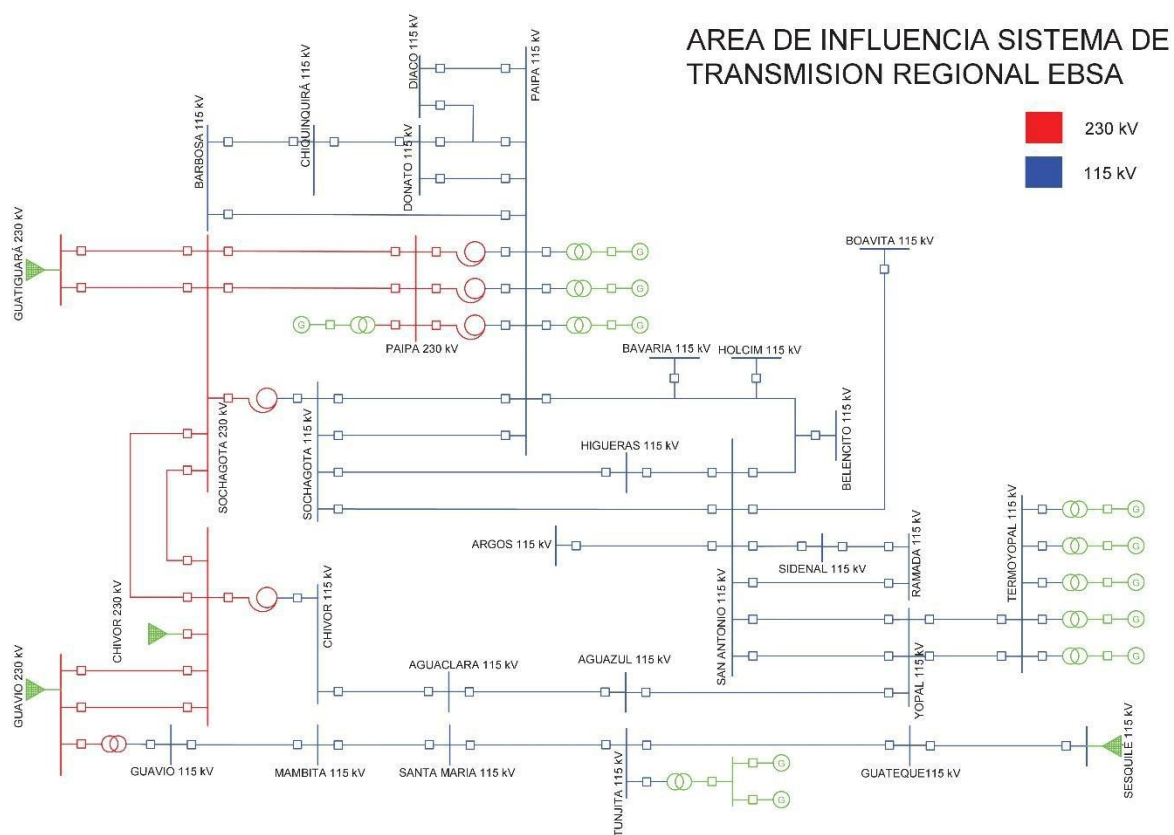 AREA DE INFLUENCIA SISTEMA DE
TRANSMISION REGIONAL EBSA
230 kV
115 kV
DIACO 115 kV
PAIPA 115 kV
CHIQUINQUIRÁ 115 kV
BARBOSA 115 kV
DONATO 115 kV
GUATIGUARÁ 230 kV
G
G
G
G
PAIPA 230 kV
BOAVITA 115 kV
BAVARIA 115 kV
HOLCIM 115 kV
SOCHAGOTA 230 kV
SOCHAGOTA 115 kV
HIGUERAS 115 kV
BELENCITO 115 kV
ARGOS 115 kV
SIDENAL 115 kV
RAMADA 115 kV
TERMOYOPAL 115 kV
G
G
G
G
G
CHIVOR 230 kV
CHIVOR 115 kV
SAN ANTONIO 115 kV
YOPAL 115 kV
AGUACLARA 115 kV
AGUAZUL 115 kV
GUAVIO 230 kV
GUAVIO 115 kV
MAMBITA 115 kV
SANTA MARIA 115 kV
TUNJITA 115 kV
G
G
GUATEQUE115 kV
SESQUILÉ 115 kV